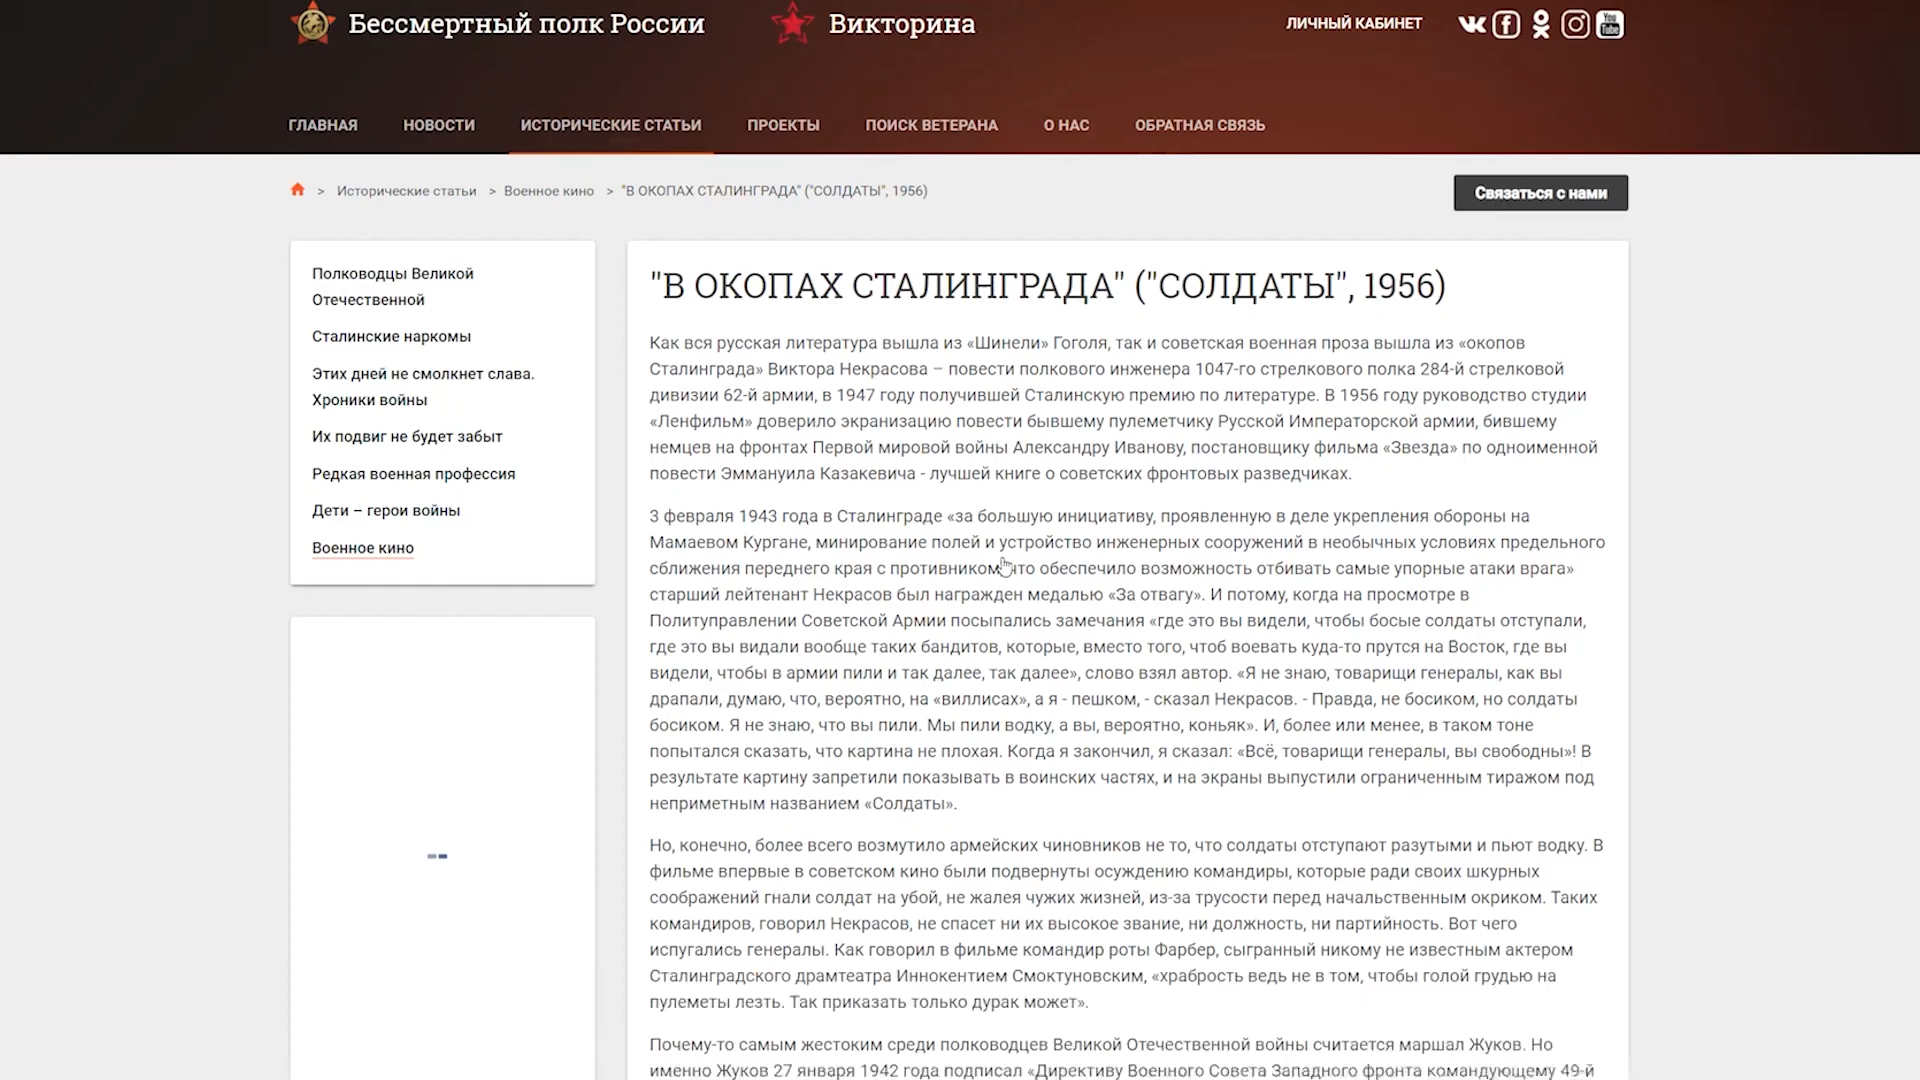 Бессмертный полк России
Викторина
ЛИЧНЫЙ КАБИНЕТ
You
Tube
ГЛАВНАЯ
НОВОСТИ
ИСТОРИЧЕСКИЕ СТАТЬИ
ПРОЕКТЫ
ПОИСК ВЕТЕРАНА
О НАС
ОБРАТНАЯ СВЯЗЬ
> Исторические статьи > Военное кино > "В ОКОПАХ СТАЛИНГРАДА" ("СОЛДАТЫ", 1956)
Связаться с нами
Полководцы Великой
Отечественной
Сталинские наркомы
Этих дней не смолкнет слава.
Хроники войны
Их подвиг не будет забыт
Редкая военная профессия
Дети – герои войны
Военное кино
"В ОКОПАХ СТАЛИНГРАДА" ("СОЛДАТЫ", 1956)
Как вся русская литература вышла из «Шинели» Гоголя, так и советская военная проза вышла из «окопов
Сталинграда» Виктора Некрасова – повести полкового инженера 1047-го стрелкового полка 284-й стрелковой
дивизии 62-й армии, в 1947 году получившей Сталинскую премию по литературе. В 1956 году руководство студии
«Ленфильм» доверило экранизацию повести бывшему пулеметчику Русской Императорской армии, бившему
немцев на фронтах Первой мировой войны Александру Иванову, постановщику фильма «Звезда» по одноименной
повести Эммануила Казакевича - лучшей книге о советских фронтовых разведчиках.
3 февраля 1943 года в Сталинграде «за большую инициативу, проявленную в деле укрепления обороны на
Мамаевом Кургане, минирование полей и устройство инженерных сооружений в необычных условиях предельного
сближения переднего края с противником что обеспечило возможность отбивать самые упорные атаки врага»
старший лейтенант Некрасов был награжден медалью «За отвагу». И потому, когда на просмотре в
Политуправлении Советской Армии посыпались замечания «где это вы видели, чтобы босые солдаты отступали,
где это вы видали вообще таких бандитов, которые, вместо того, чтоб воевать куда-то прутся на Восток, где вы
видели, чтобы в армии пили и так далее, так далее», слово взял автор. «Я не знаю, товарищи генералы, как вы
драпали, думаю, что, вероятно, на «виллисах», а я - пешком, - сказал Некрасов. - Правда, не босиком, но солдаты
босиком. Я не знаю, что вы пили. Мы пили водку, а вы, вероятно, коньяк». И, более или менее, в таком тоне
попытался сказать, что картина не плохая. Когда я закончил, я сказал: «Всё, товарищи генералы, вы свободны»! В
результате картину запретили показывать в воинских частях, и на экраны выпустили ограниченным тиражом под
неприметным названием «Солдаты».
Но, конечно, более всего возмутило армейских чиновников не то, что солдаты отступают разутыми и пьют водку. В
фильме впервые в советском кино были подвернуты осуждению командиры, которые ради своих шкурных
соображений гнали солдат на убой, не жалея чужих жизней, из-за трусости перед начальственным окриком. Таких
командиров, говорил Некрасов, не спасет ни их высокое звание, ни должность, ни партийность. Вот чего
испугались генералы. Как говорил в фильме командир роты Фарбер, сыгранный никому не известным актером
Сталинградского драмтеатра Иннокентием Смоктуновским, «храбрость ведь не в том, чтобы голой грудью на
пулеметы лезть. Так приказать только дурак может».
Почему-то самым жестоким среди полководцев Великой Отечественной войны считается маршал Жуков. Но
именно Жуков 27 января 1942 года подписал «Директиву Военного Совета Западного фронта командующему 49-й